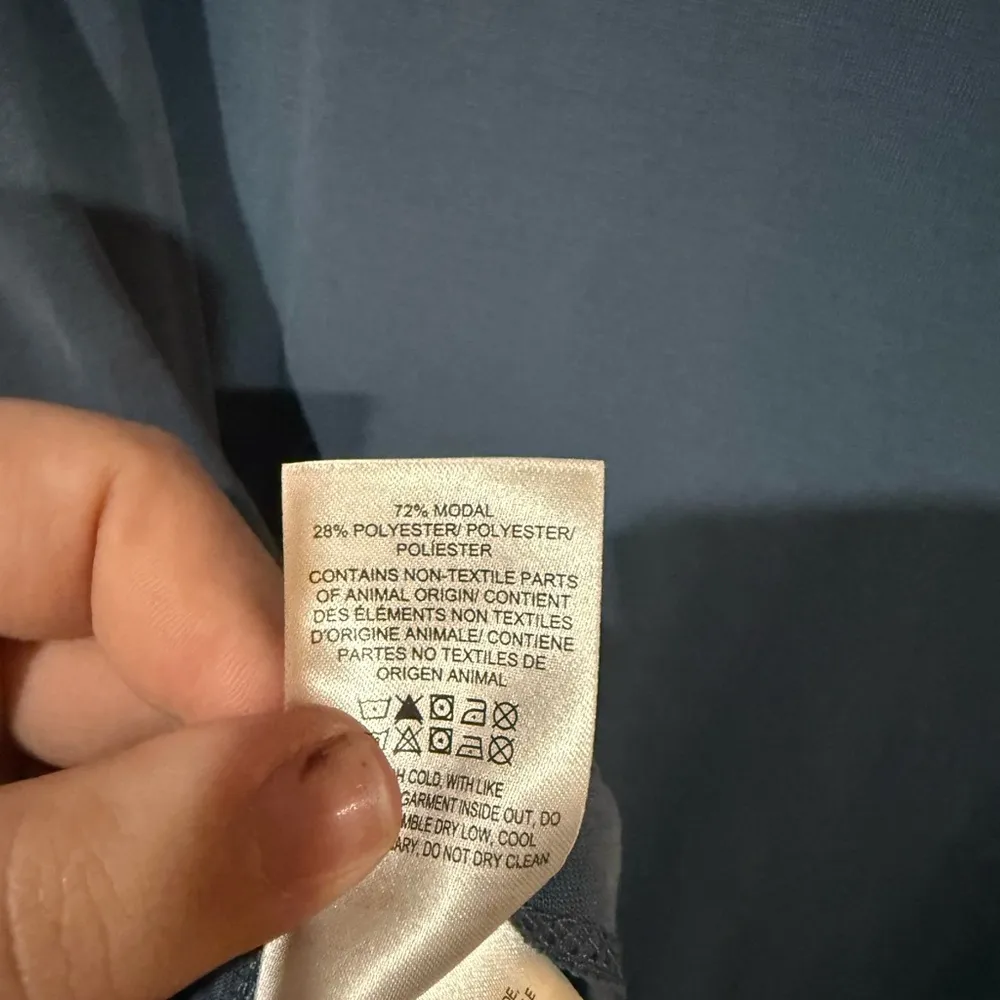 72% MODAL
28% POLYESTER/ POLYESTER/
POLÍESTER
CONTAINS NON-TEXTILE PARTS
OF ANIMAL ORIGIN/ CONTIENT
DES ÉLÉMENTS NON TEXTILES
D'ORIGINE ANIMALE/ CONTIENE
PARTES NO TEXTILES DE
ORIGEN ANIMAL
COLD, WITH LIKE
GARMENT INSIDE OUT, DO
DRY LOW, COOL
DO NOT DRY CLEAN